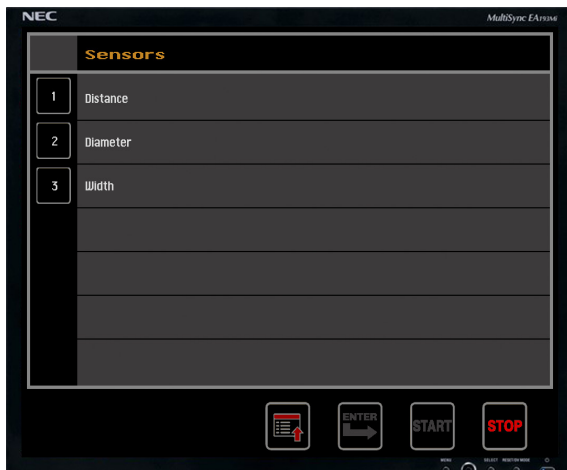 NEC
MultiSync EA193Mi
Sensors
1 Distance
2 Diameter
3 Width
ENTER
START
STOP
MENU
SELECT